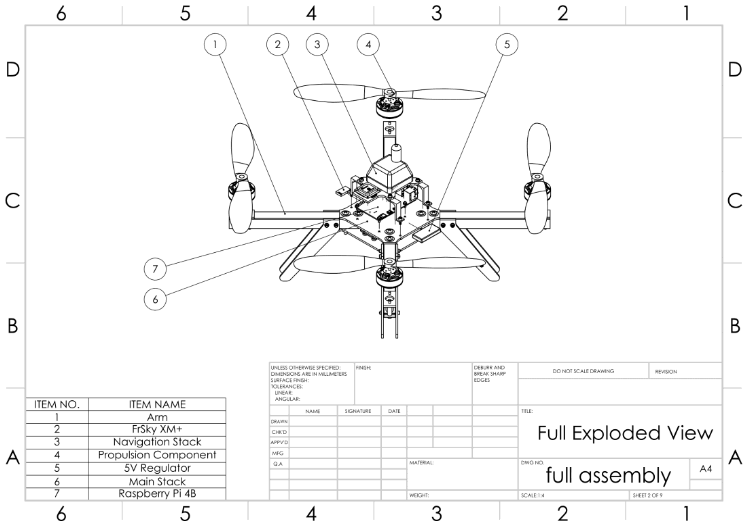 6 5 4 3 2 1
1 2 3 4 5
D D
C C
7
6
B B
UNLESS OTHERWISE SPECIFIED:
DIMENSIONS ARE IN MILLIMETERS
SURFACE FINISH:
TOLERANCES:
LINEAR:
ANGULAR:
FINISH:
DEBURR AND
BREAK SHARP
EDGES
DO NOT SCALE DRAWING
REVISION
ITEM NO. ITEM NAME
1 Arm
2 FrSky XM+
3 Navigation Stack
4 Propulsion Component
5 5V Regulator
6 Main Stack
7 Raspberry Pi 4B
NAME SIGNATURE DATE
DRAWN
CHK'D
APPV'D
MFG
Q.A
MATERIAL:
WEIGHT:
TITLE:
Full Exploded View
DWG NO.
full assembly
A4
SCALE:1:4
SHEET 2 OF 9
A A
6 5 4 3 2 1